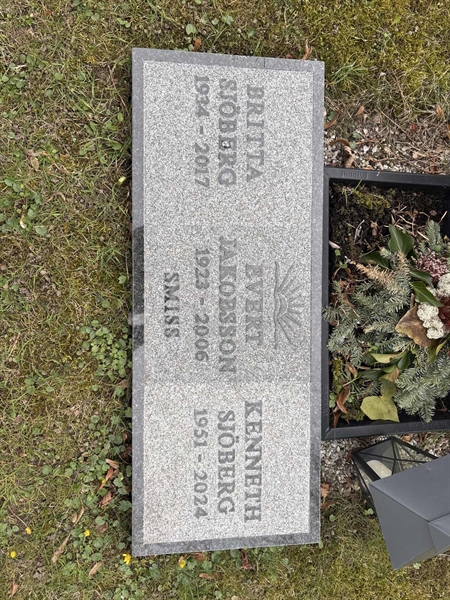 BRITTA
SJÖBERG
1934 - 2017
EVERT
JAKOBSSON
1923 - 2006
SMISS
KENNETH
SJÖBERG
1951 - 2024